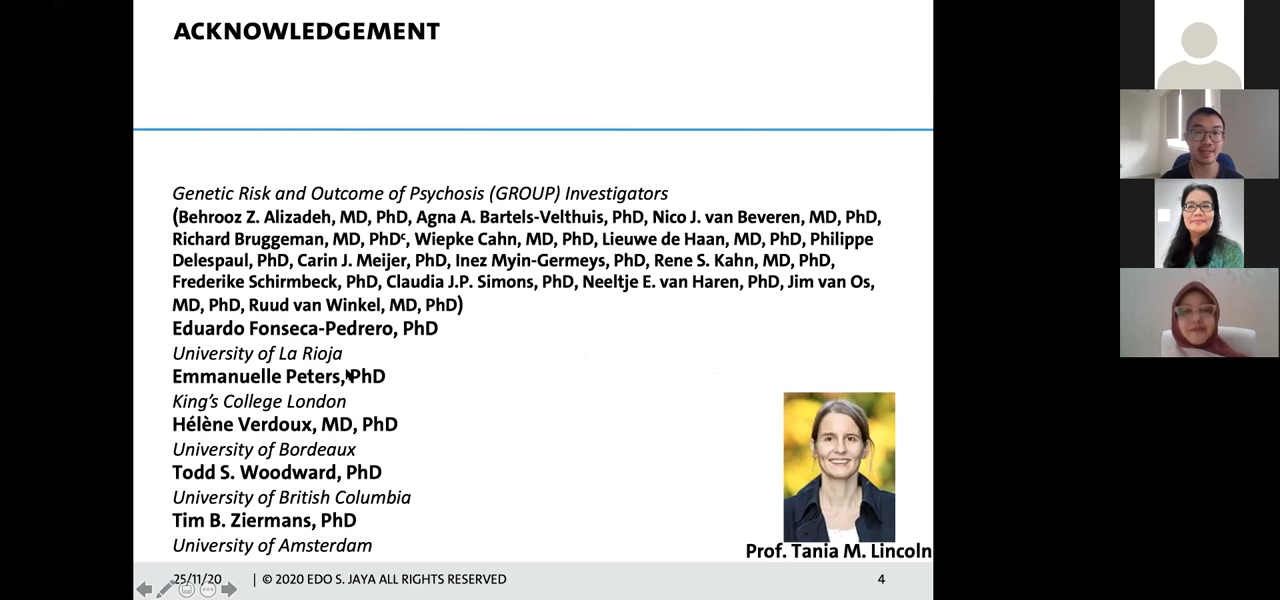 ACKNOWLEDGEMENT
Genetic Risk and Outcome of Psychosis (GROUP) Investigators
(Behrooz Z. Alizadeh, MD, PhD, Agna A. Bartels-Velthuis, PhD, Nico J. van Beveren, MD, PhD,
Richard Bruggeman, MD, PhDᶜ, Wiepke Cahn, MD, PhD, Lieuwe de Haan, MD, PhD, Philippe
Delespaul, PhD, Carin J. Meijer, PhD, Inez Myin-Germeys, PhD, Rene S. Kahn, MD, PhD,
Frederike Schirmbeck, PhD, Claudia J.P. Simons, PhD, Neeltje E. van Haren, PhD, Jim van Os,
MD, PhD, Ruud van Winkel, MD, PhD)
Eduardo Fonseca-Pedrero, PhD
University of La Rioja
Emmanuelle Peters, PhD
King's College London
Hélène Verdoux, MD, PhD
University of Bordeaux
Todd S. Woodward, PhD
University of British Columbia
Tim B. Ziermans, PhD
University of Amsterdam
Prof. Tania M. Lincoln
25/11/20 | © 2020 EDO S. JAYA ALL RIGHTS RESERVED 4